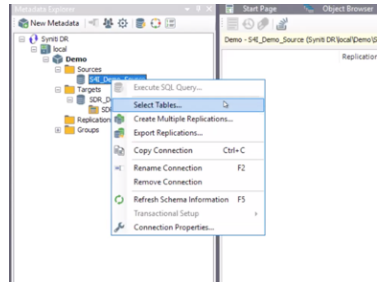 Metadata Explorer
Start Page
Object Browser
New Metadata
Demo - S4I_Demo_Source (Syniti DR\local\Demo\S
Syniti DR
local
Replication
Demo
Sources
S4I_Demo_Source
Execute SQL Query...
Targets
Select Tables...
SDR_D
Create Multiple Replications...
SD
Replication
Export Replications...
Groups
Copy Connection Ctrl+C
Rename Connection F2
Remove Connection
Refresh Schema Information F5
Transactional Setup
Connection Properties...